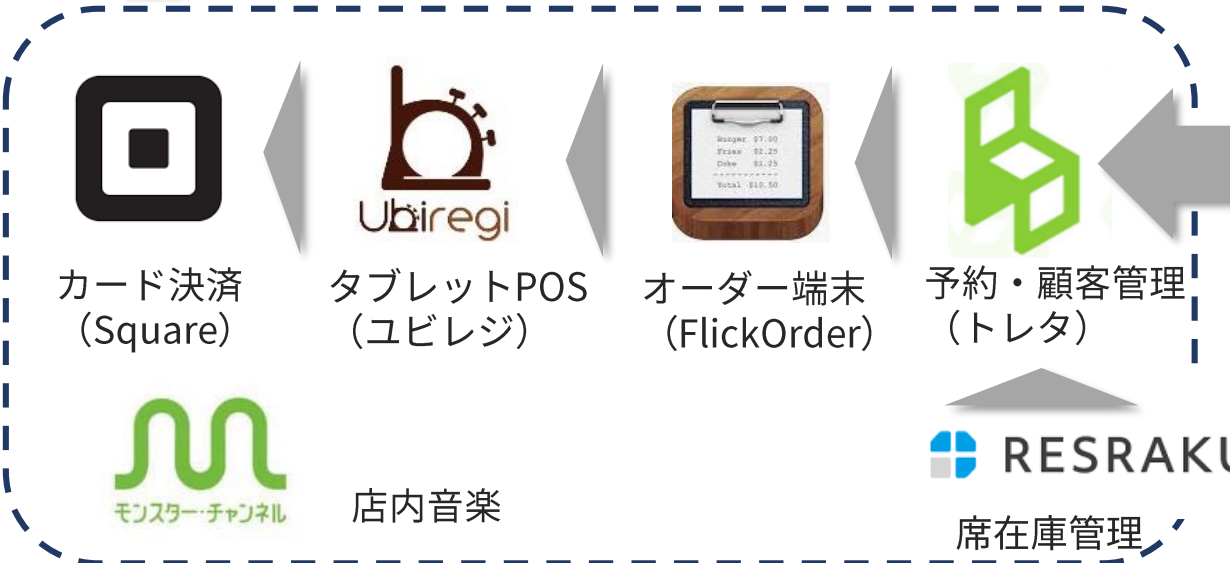 Ubiregi
Burger $7.00
Fries $2.25
Coke $1.25
Total $10.50
カード決済
（Square）
タブレットPOS
（ユビレジ）
オーダー端末
（FlickOrder）
予約・顧客管理
（トレタ）
モンスター・チャンネル
店内音楽
RESRAKU
席在庫管理